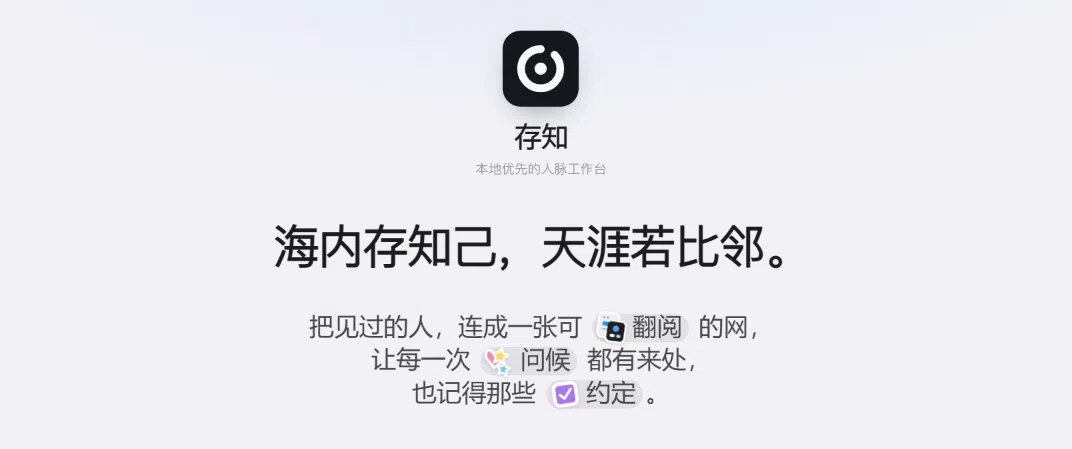 存知
本地优先的人脉工作台
海内存知己，天涯若比邻。
把见过的人，连成一张可 翻阅 的网，
让每一次 问候 都有来处，
也记得那些 约定 。